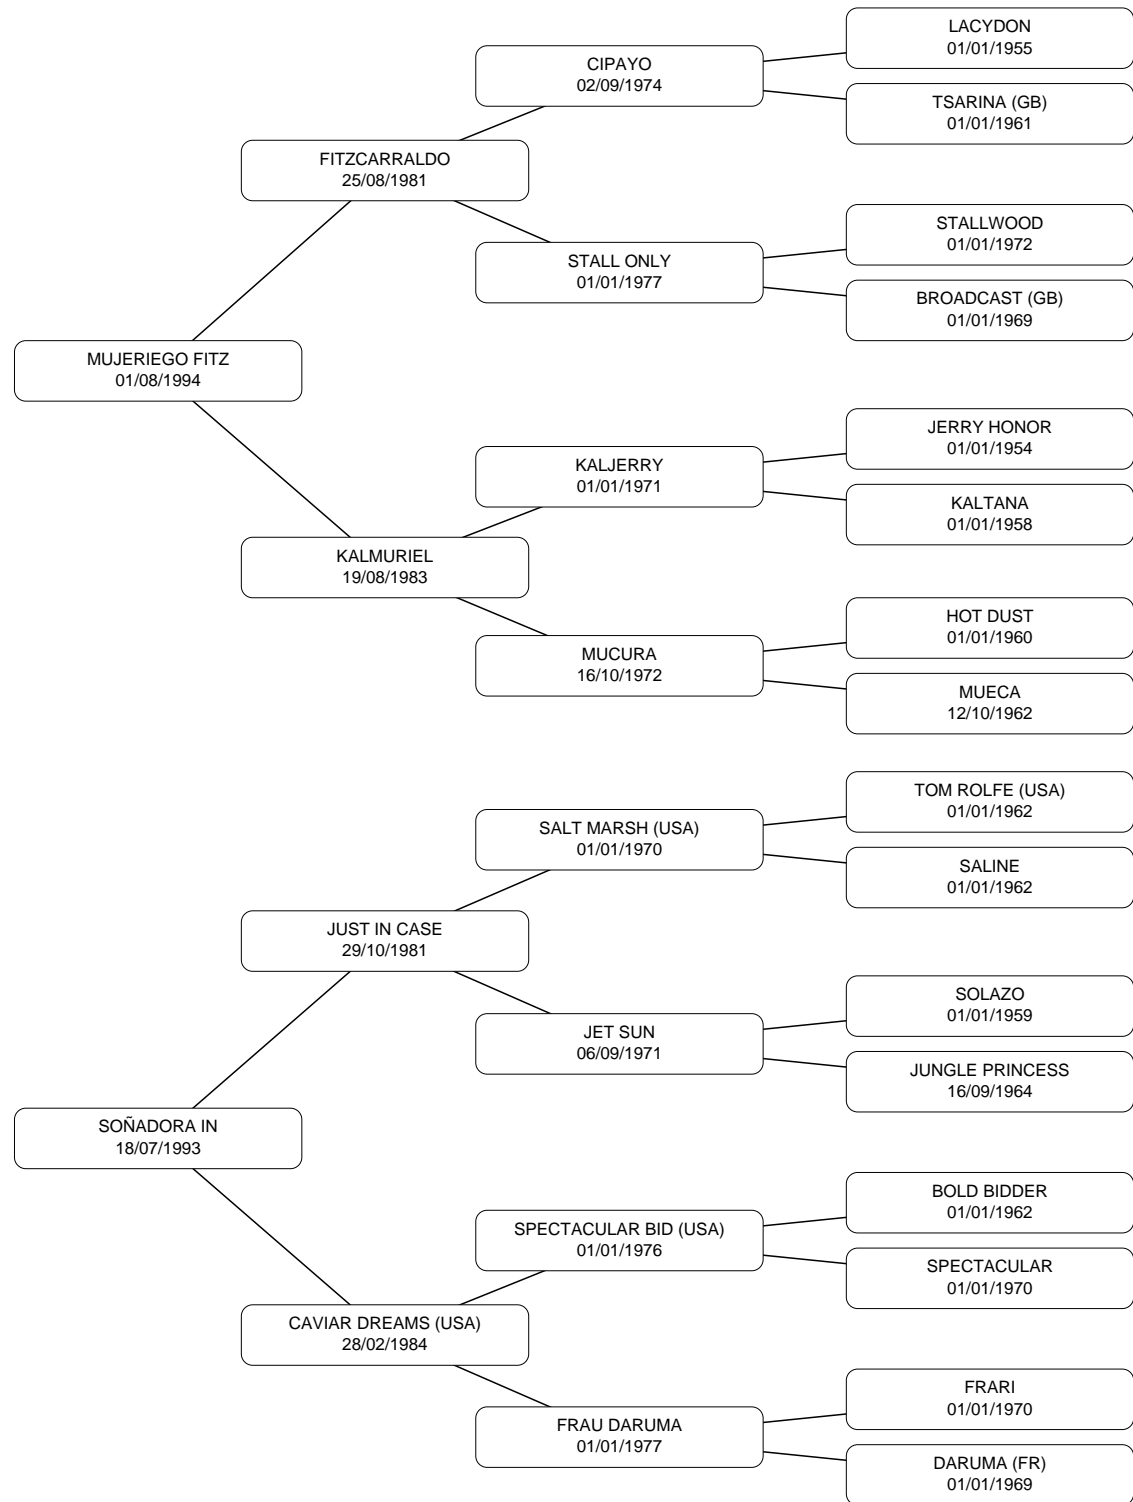 LACYDON
01/01/1955
CIPAYO
02/09/1974
TSARINA (GB)
01/01/1961
FITZCARRALDO
25/08/1981
STALLWOOD
01/01/1972
STALL ONLY
01/01/1977
BROADCAST (GB)
01/01/1969
MUJERIEGO FITZ
01/08/1994
JERRY HONOR
01/01/1954
KALJERRY
01/01/1971
KALTANA
01/01/1958
KALMURIEL
19/08/1983
HOT DUST
01/01/1960
MUCURA
16/10/1972
MUECA
12/10/1962
TOM ROLFE (USA)
01/01/1962
SALT MARSH (USA)
01/01/1970
SALINE
01/01/1962
JUST IN CASE
29/10/1981
SOLAZO
01/01/1959
JET SUN
06/09/1971
JUNGLE PRINCESS
16/09/1964
SOÑADORA IN
18/07/1993
BOLD BIDDER
01/01/1962
SPECTACULAR BID (USA)
01/01/1976
SPECTACULAR
01/01/1970
CAVIAR DREAMS (USA)
28/02/1984
FRARI
01/01/1970
FRAU DARUMA
01/01/1977
DARUMA (FR)
01/01/1969